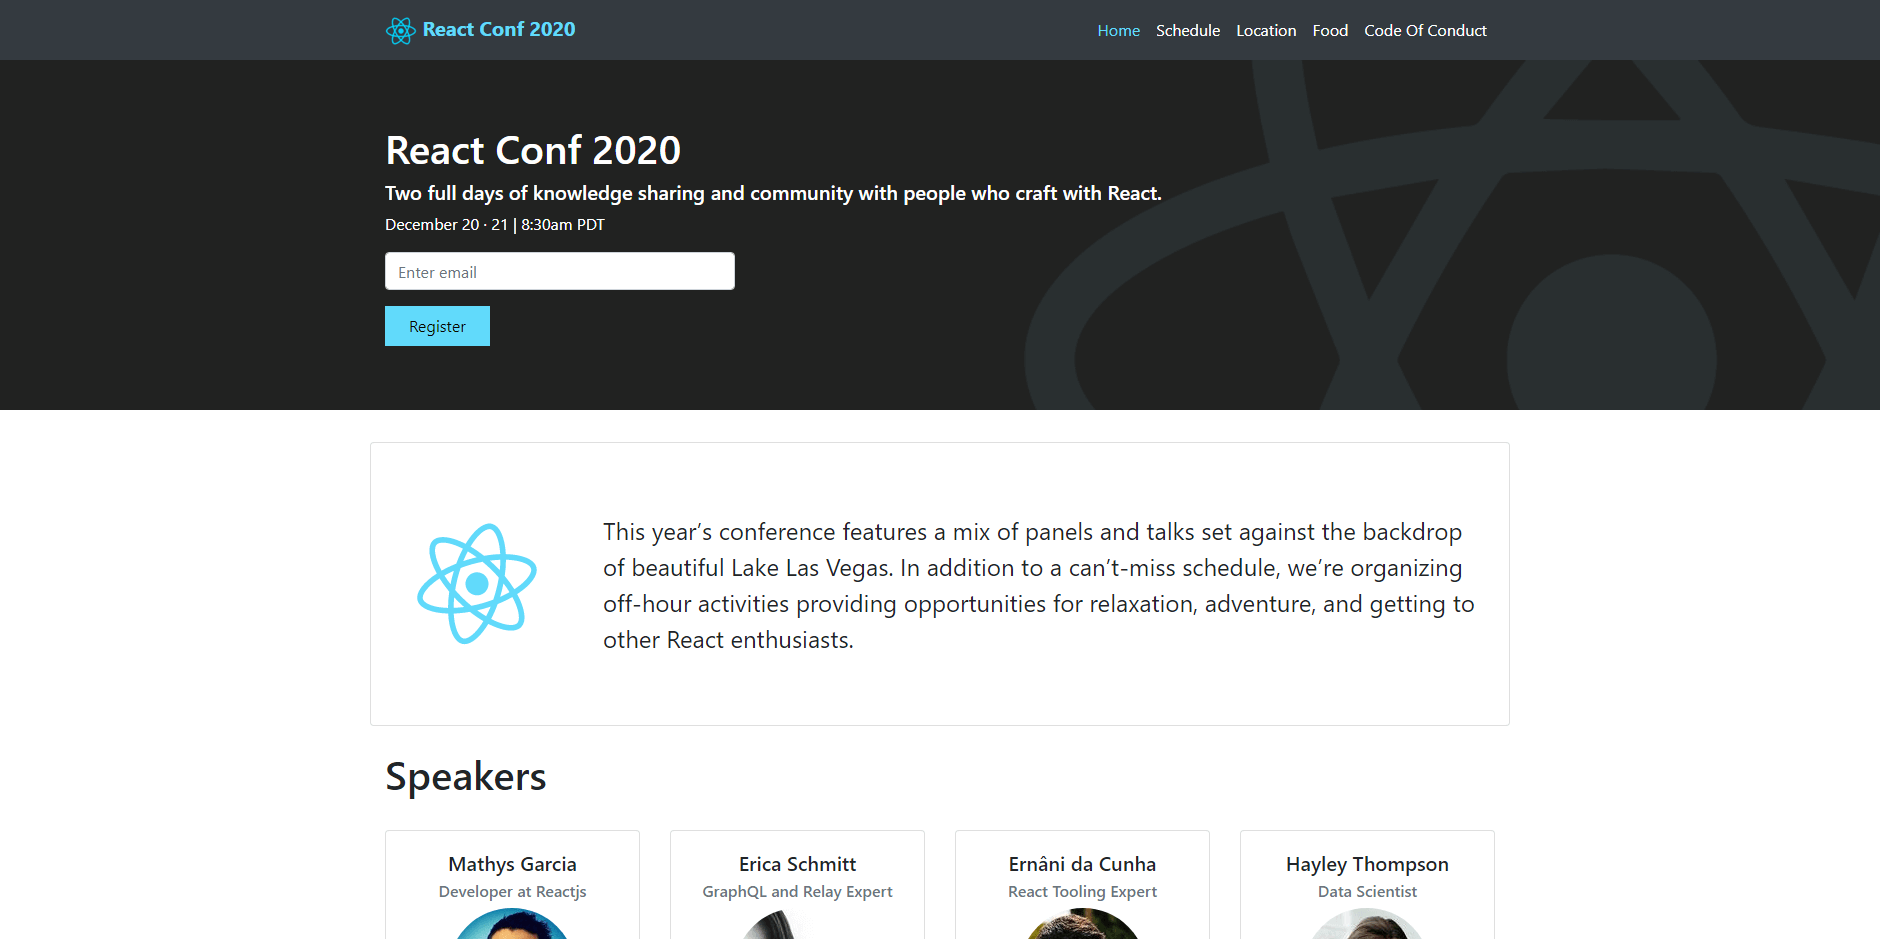 React Conf 2020
Home Schedule Location Food Code Of Conduct
React Conf 2020
Two full days of knowledge sharing and community with people who craft with React.
December 20 · 21 | 8:30am PDT
Enter email
Register
This year’s conference features a mix of panels and talks set against the backdrop
of beautiful Lake Las Vegas. In addition to a can’t-miss schedule, we’re organizing
off-hour activities providing opportunities for relaxation, adventure, and getting to
other React enthusiasts.
Speakers
Mathys Garcia
Developer at Reactjs
Erica Schmitt
GraphQL and Relay Expert
Ernâni da Cunha
React Tooling Expert
Hayley Thompson
Data Scientist